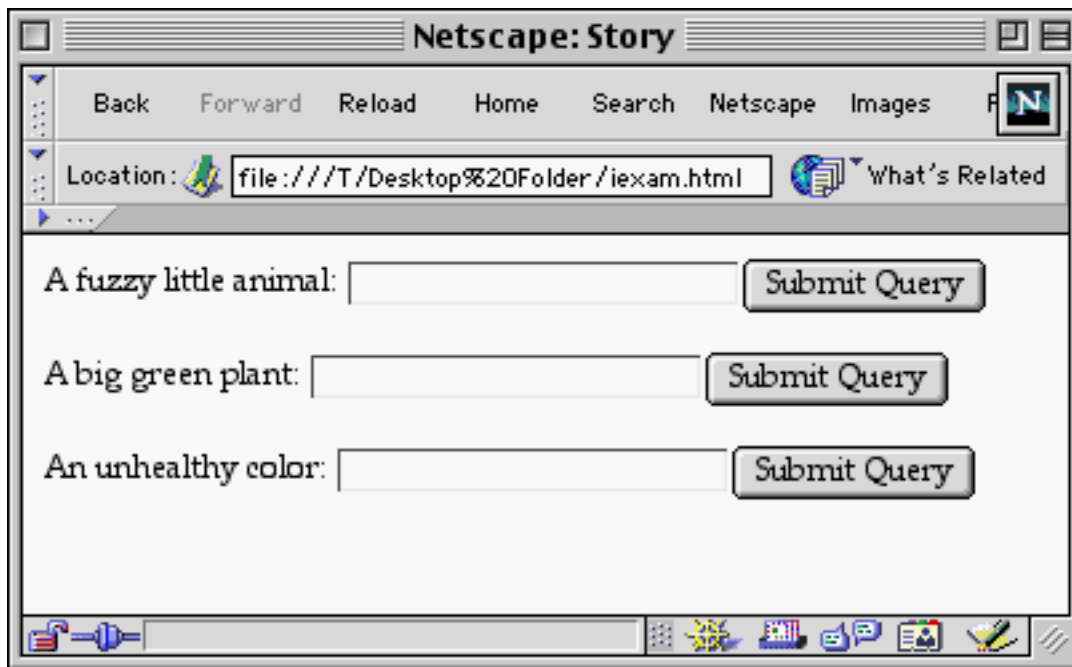 Netscape: Story
Back Forward Reload Home Search Netscape Images
N
Location: file:///T/Desktop%20Folder/iexam.html What's Related
...
A fuzzy little animal: Submit Query
A big green plant: Submit Query
An unhealthy color: Submit Query